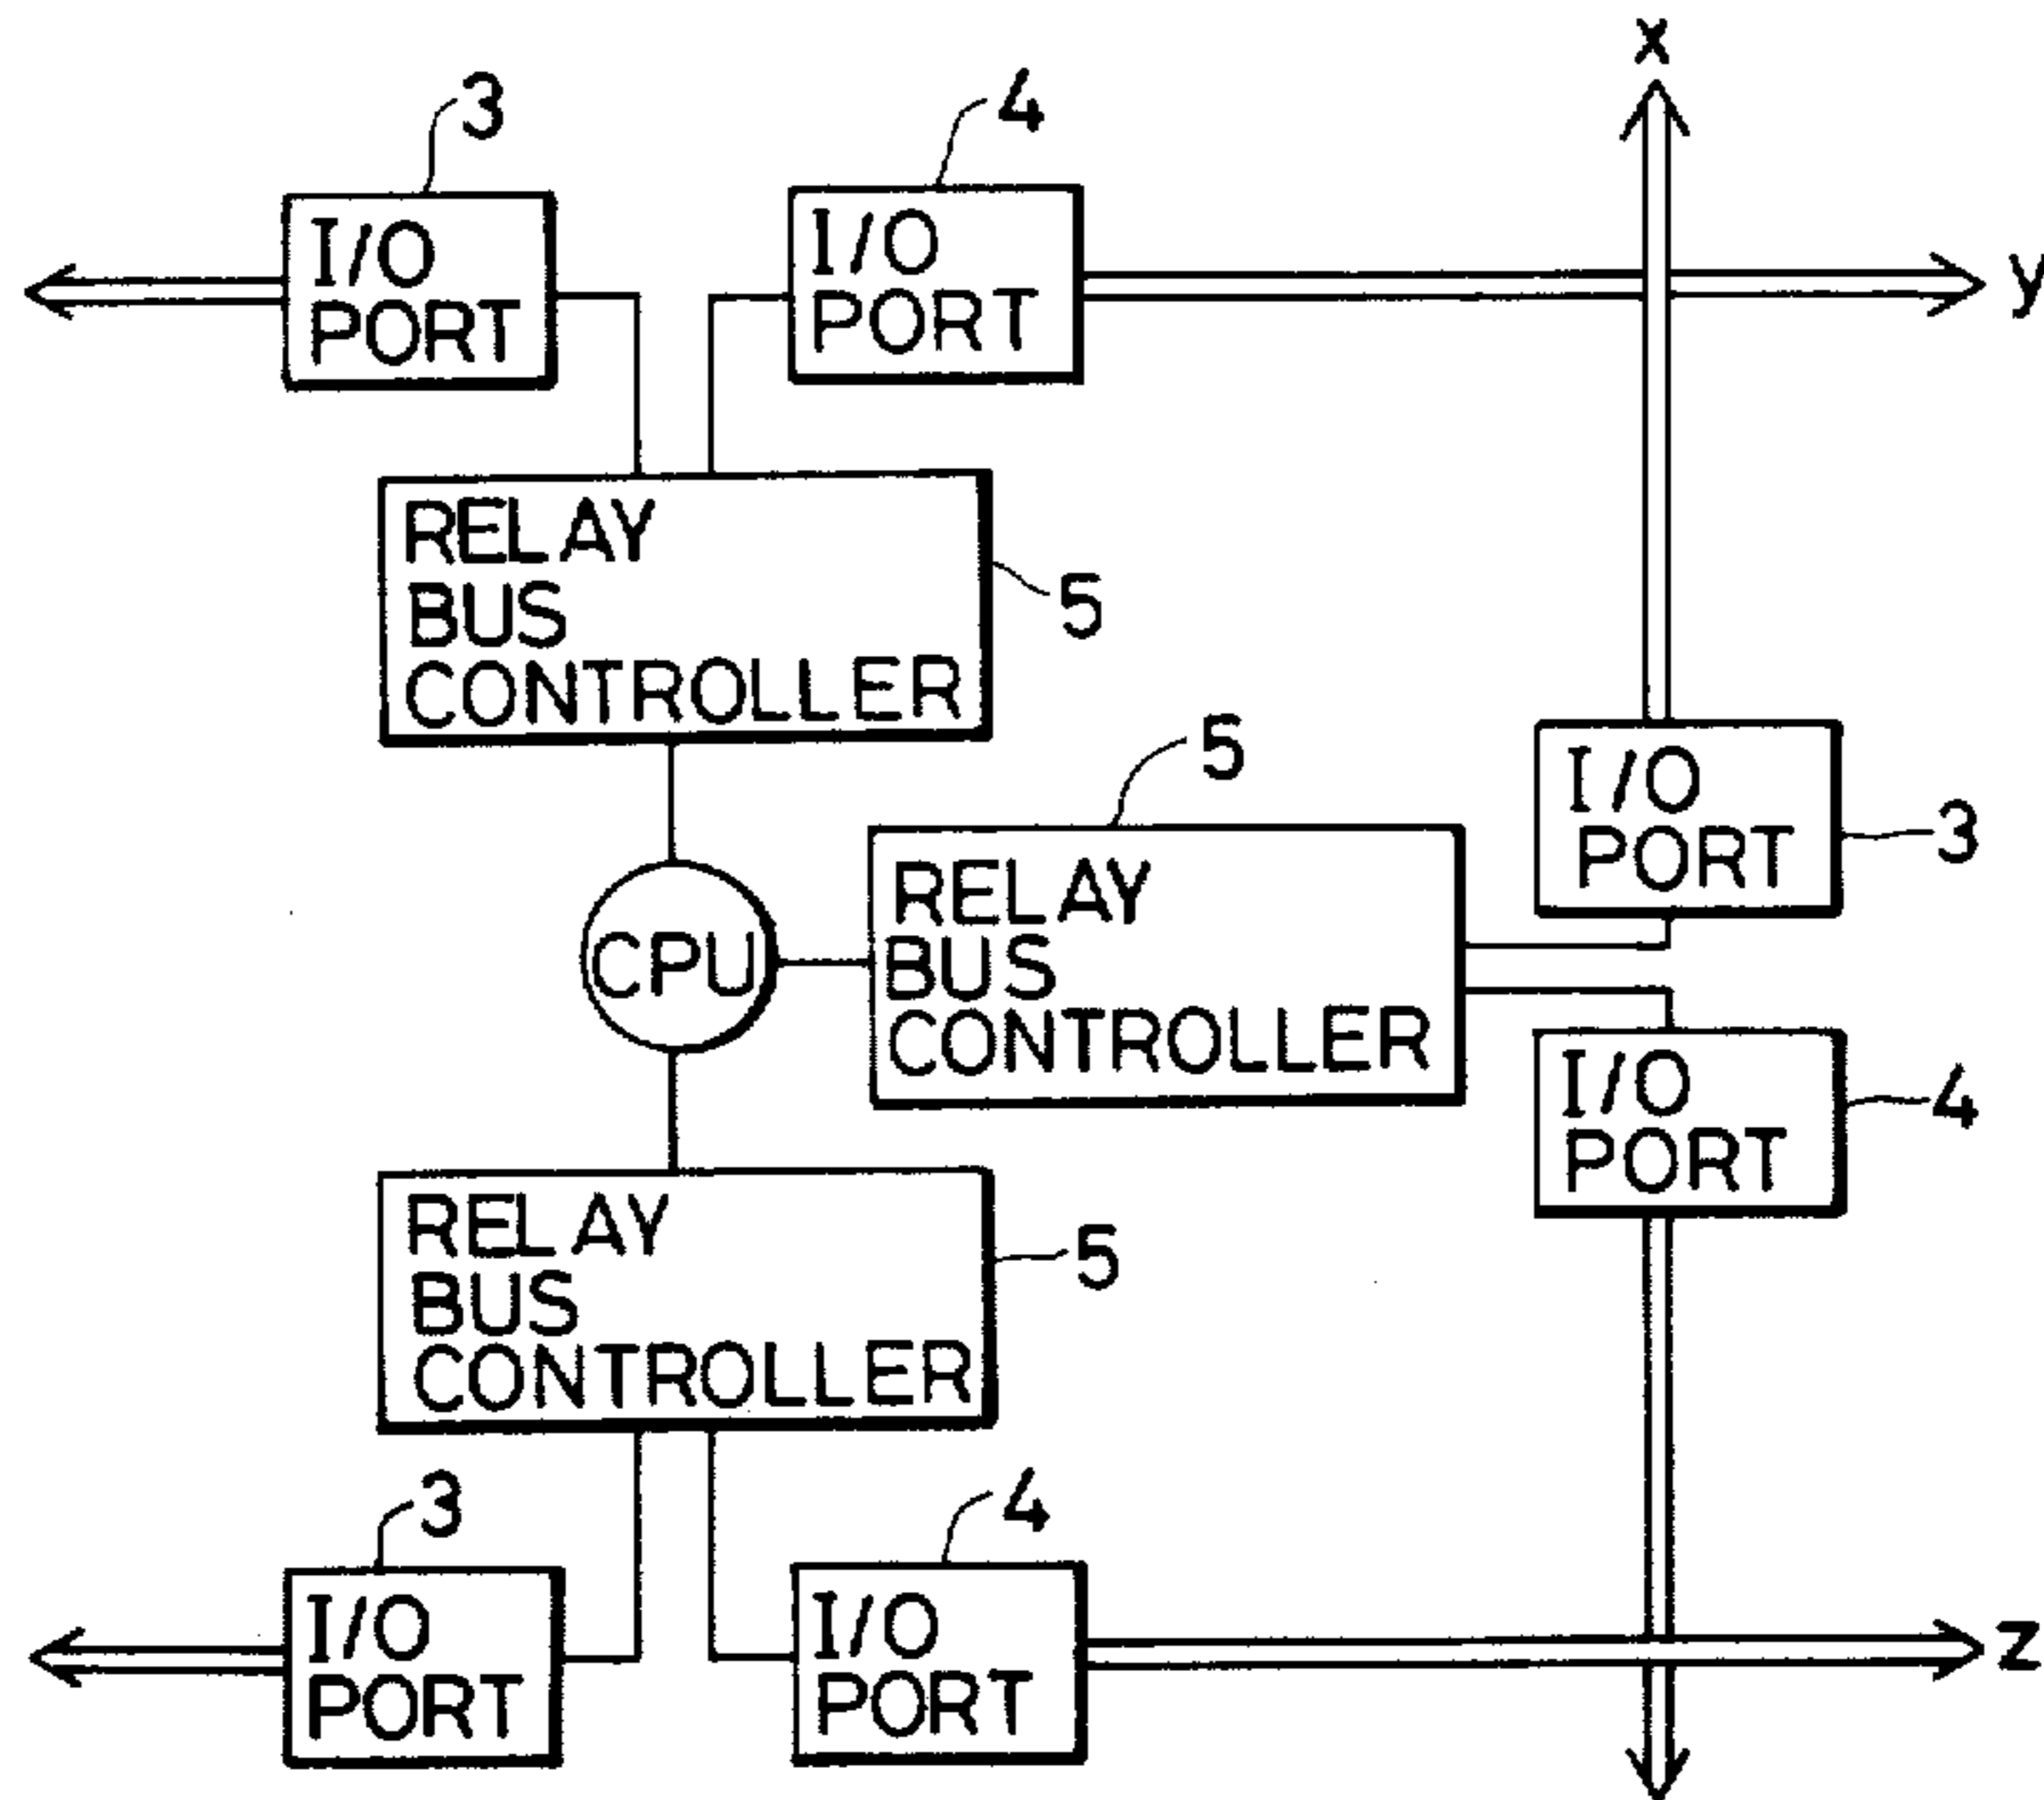 x
3
4
I/O
PORT
I/O
PORT
y
RELAY
BUS
CONTROLLER
5
5
I/O
PORT
3
RELAY
BUS
CONTROLLER
CPU
I/O
PORT
4
RELAY
BUS
CONTROLLER
5
3
4
I/O
PORT
I/O
PORT
z